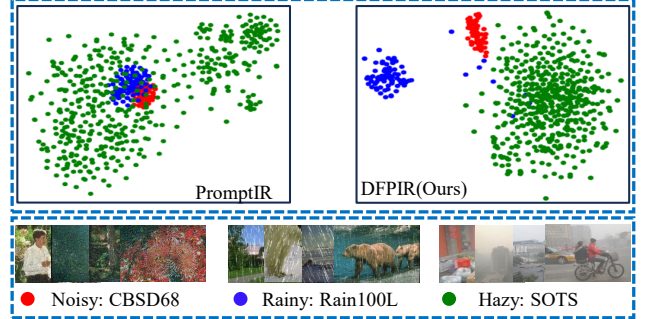 PromptIR
DFPIR(Ours)
Noisy: CBSD68
Rainy: Rain100L
Hazy: SOTS